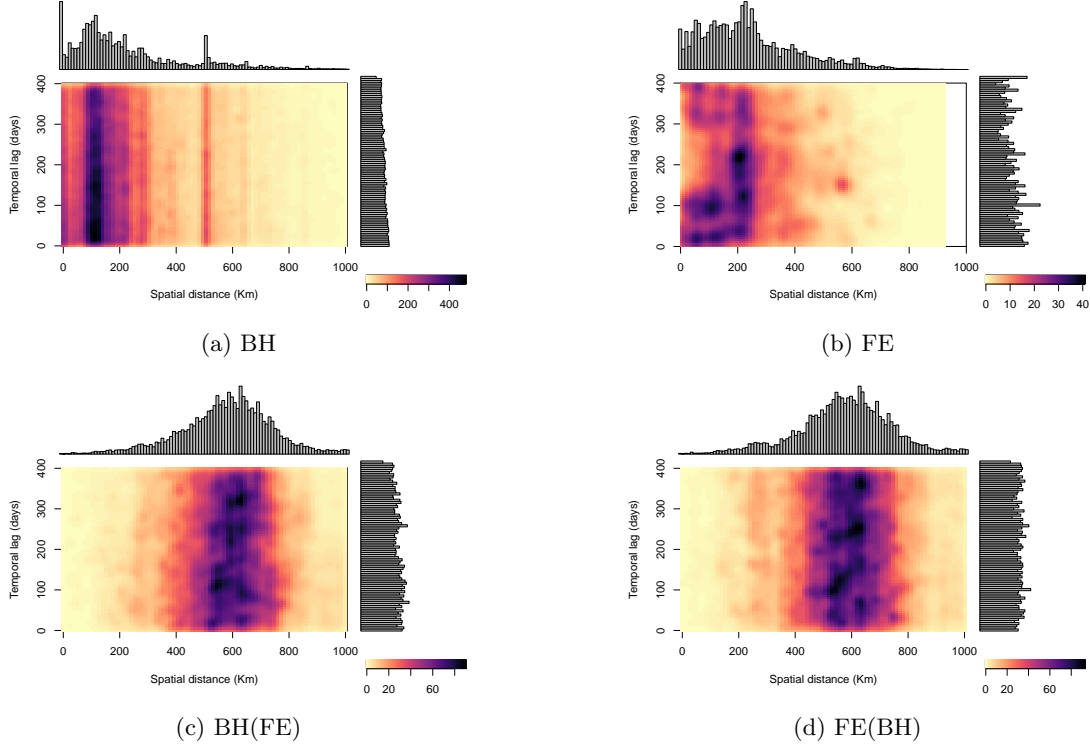 Temporal lag (days)
0 100 200 300 400
0 200 400 600 800 1000
Spatial distance (Km)
0 200 400
(a) BH
Temporal lag (days)
0 100 200 300 400
0 200 400 600 800 1000
Spatial distance (Km)
0 10 20 30 40
(b) FE
Temporal lag (days)
0 100 200 300 400
0 200 400 600 800 1000
Spatial distance (Km)
0 20 60
(c) BH(FE)
Temporal lag (days)
0 100 200 300 400
0 200 400 600 800 1000
Spatial distance (Km)
0 20 60
(d) FE(BH)